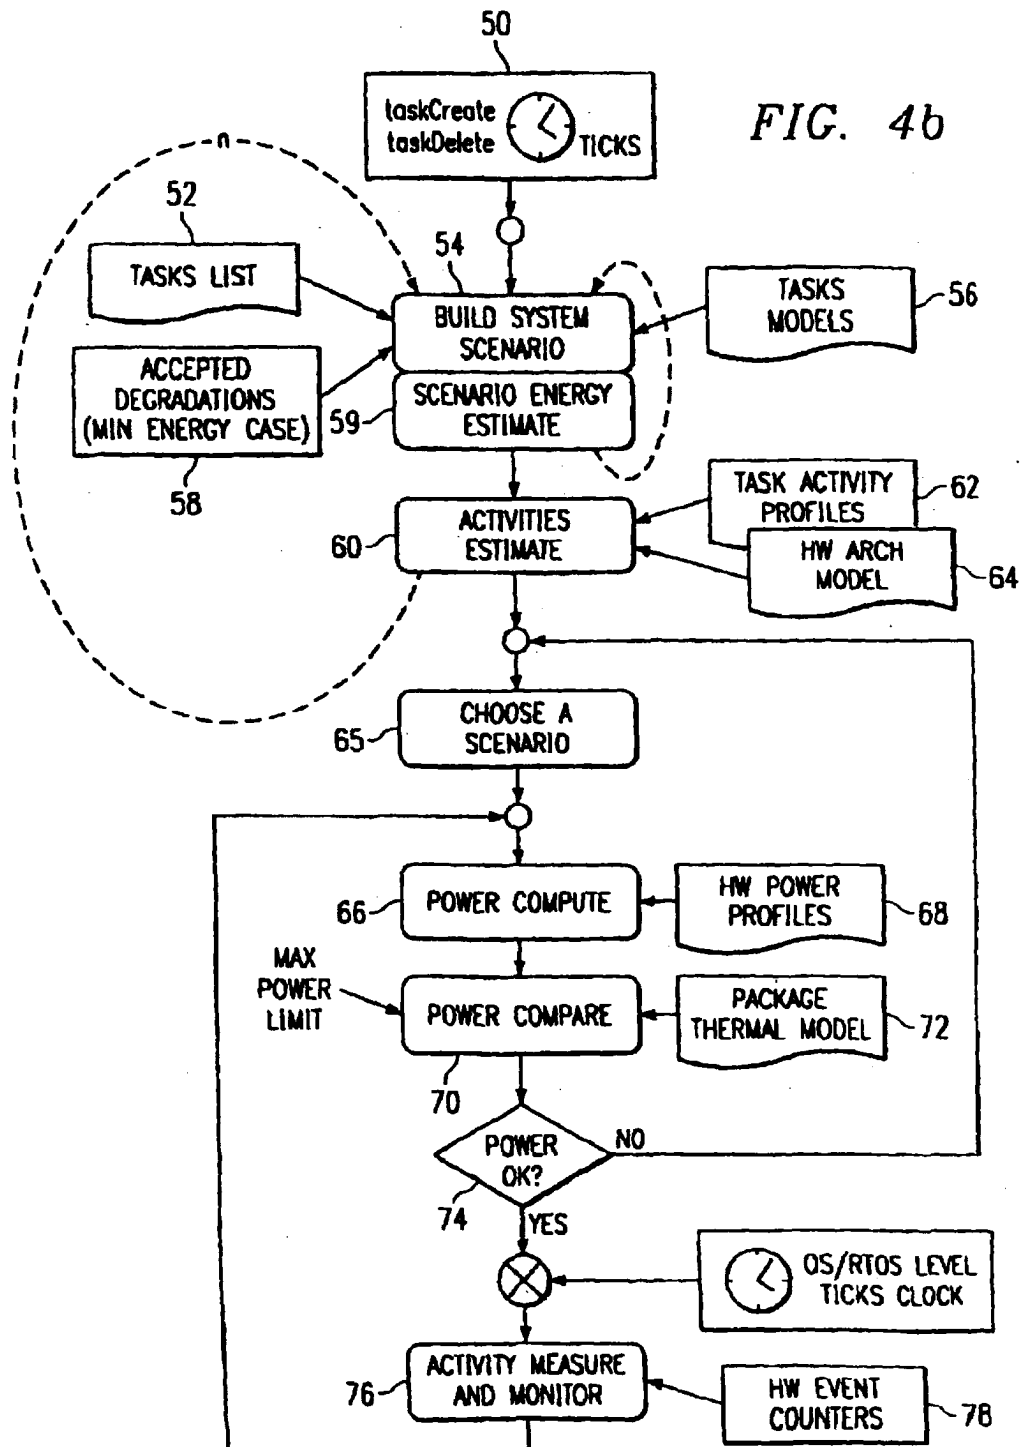 50
taskCreate
taskDelete
TICKS
FIG. 4b
n
52
TASKS LIST
54
BUILD SYSTEM
SCENARIO
TASKS
MODELS
56
ACCEPTED
DEGRADATIONS
(MIN ENERGY CASE)
58
59
SCENARIO ENERGY
ESTIMATE
60
ACTIVITIES
ESTIMATE
TASK ACTIVITY
PROFILES
62
HW ARCH
MODEL
64
65
CHOOSE A
SCENARIO
66
POWER COMPUTE
HW POWER
PROFILES
68
MAX
POWER
LIMIT
POWER COMPARE
70
PACKAGE
THERMAL MODEL
72
POWER
OK?
74
NO
YES
OS/RTOS LEVEL
TICKS CLOCK
76
ACTIVITY MEASURE
AND MONITOR
HW EVENT
COUNTERS
78